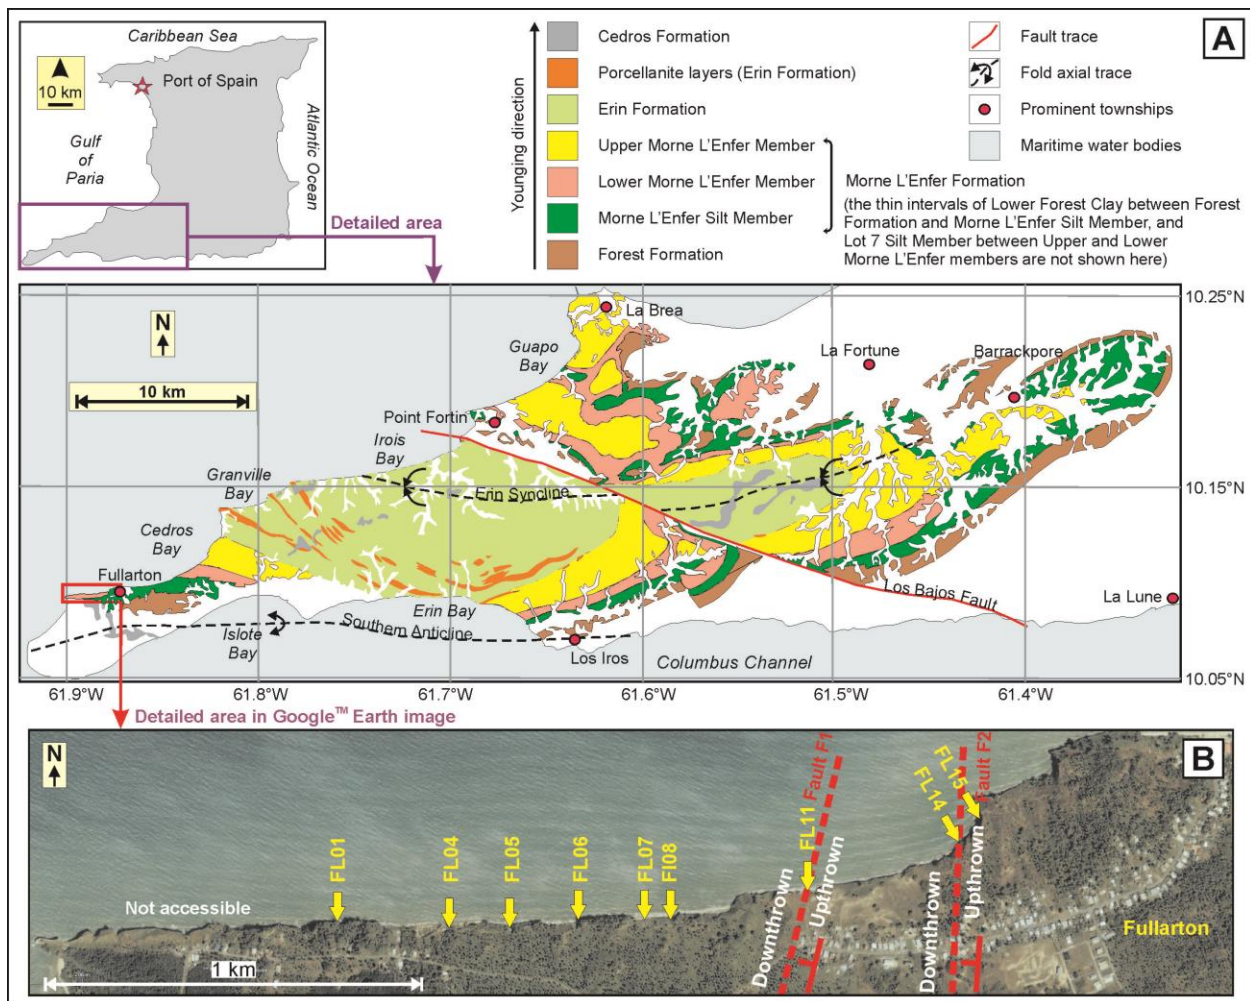 A
Caribbean Sea
10 km
Port of Spain
Gulf
of
Paria
Atlantic Ocean
Detailed area
Younging direction
Cedros Formation
Porcellanite layers (Erin Formation)
Erin Formation
Upper Morne L'Enfer Member
Lower Morne L'Enfer Member
Morne L'Enfer Silt Member
Forest Formation
Fault trace
Fold axial trace
Prominent townships
Maritime water bodies
Morne L'Enfer Formation
(the thin intervals of Lower Forest Clay between Forest
Formation and Morne L'Enfer Silt Member, and
Lot 7 Silt Member between Upper and Lower
Morne L'Enfer members are not shown here)
N
10 km
La Brea
Guapo
Bay
La Fortune
Barrackpore
Point Fortin
Irois
Bay
Granville
Bay
Erin Syncline
Cedros
Bay
Fullarton
Erin Bay
Los Bajos Fault
La Lune
Islote
Bay
Southern Anticline
Los Iros
Columbus Channel
10.25°N
10.15°N
10.05°N
61.9°W
61.8°W
61.7°W
61.6°W
61.5°W
61.4°W
Detailed area in Google™ Earth image
B
N
Not accessible
1 km
FL01
FL04
FL05
FL06
FL07
Fl08
FL11
Fault F1
Downthrown
Upthrown
FL14
FL15
Fault F2
Downthrown
Upthrown
Fullarton